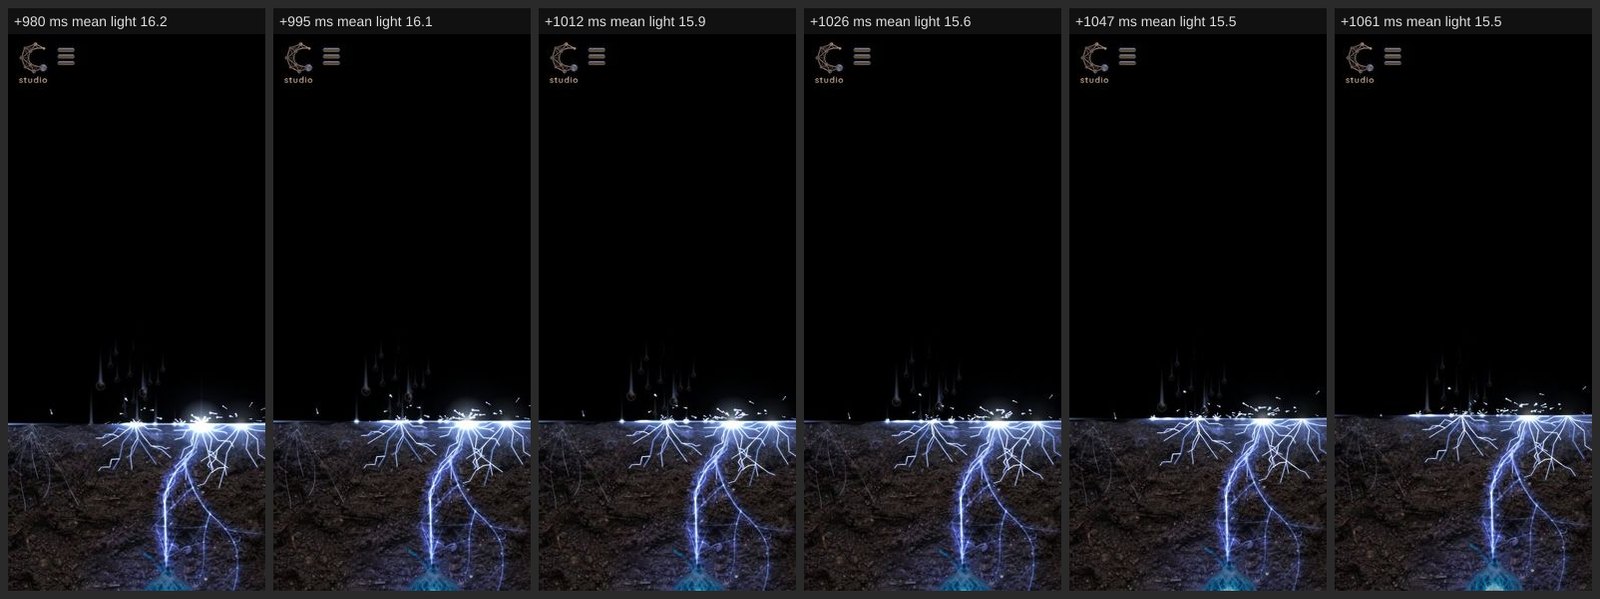 +980 ms mean light 16.2
studio
+995 ms mean light 16.1
studio
+1012 ms mean light 15.9
studio
+1026 ms mean light 15.6
studio
+1047 ms mean light 15.5
studio
+1061 ms mean light 15.5
studio